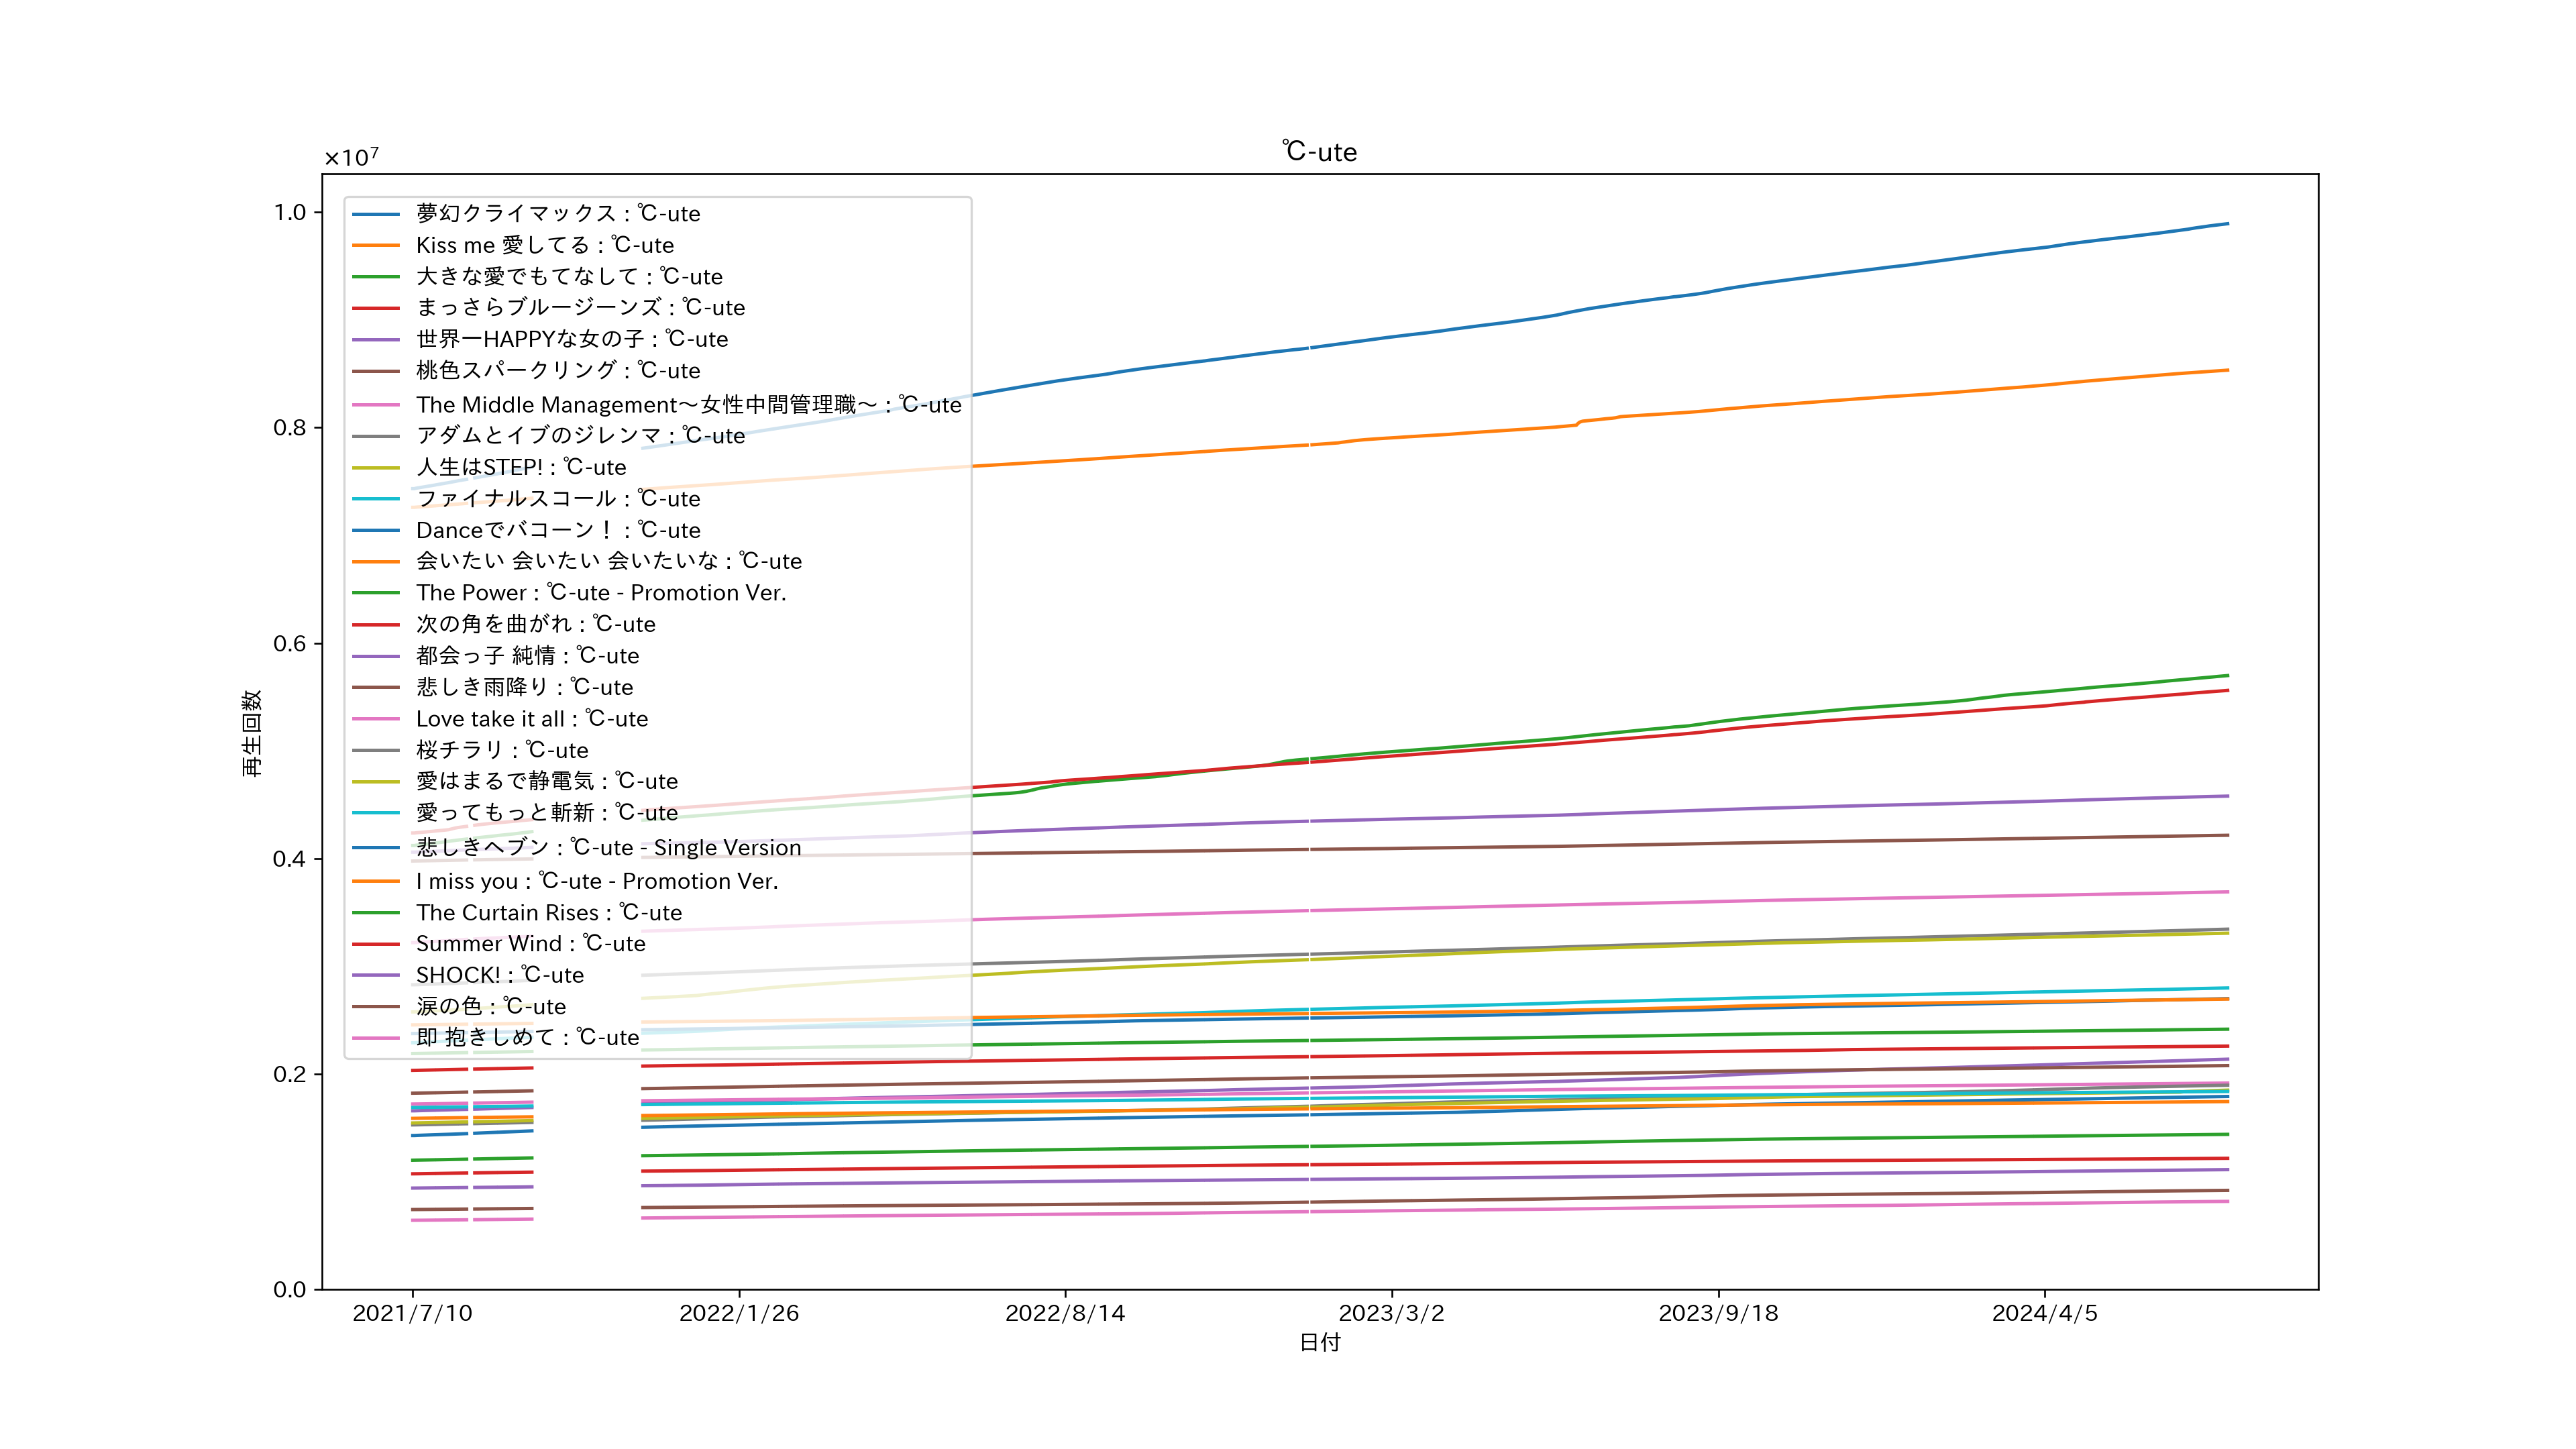 ℃-ute
×10⁷
1.0
0.8
0.6
0.4
0.2
0.0
再生回数
夢幻クライマックス : ℃-ute
Kiss me 愛してる : ℃-ute
大きな愛でもてなして : ℃-ute
まっさらブルージーンズ : ℃-ute
世界一HAPPYな女の子 : ℃-ute
桃色スパークリング : ℃-ute
The Middle Management～女性中間管理職～ : ℃-ute
アダムとイブのジレンマ : ℃-ute
人生はSTEP! : ℃-ute
ファイナルスコール : ℃-ute
Danceでバコーン！ : ℃-ute
会いたい 会いたい 会いたいな : ℃-ute
The Power : ℃-ute - Promotion Ver.
次の角を曲がれ : ℃-ute
都会っ子 純情 : ℃-ute
悲しき雨降り : ℃-ute
Love take it all : ℃-ute
桜チラリ : ℃-ute
愛はまるで静電気 : ℃-ute
愛ってもっと斬新 : ℃-ute
悲しきヘブン : ℃-ute - Single Version
I miss you : ℃-ute - Promotion Ver.
The Curtain Rises : ℃-ute
Summer Wind : ℃-ute
SHOCK! : ℃-ute
涙の色 : ℃-ute
即 抱きしめて : ℃-ute
2021/7/10
2022/1/26
2022/8/14
2023/3/2
2023/9/18
2024/4/5
日付